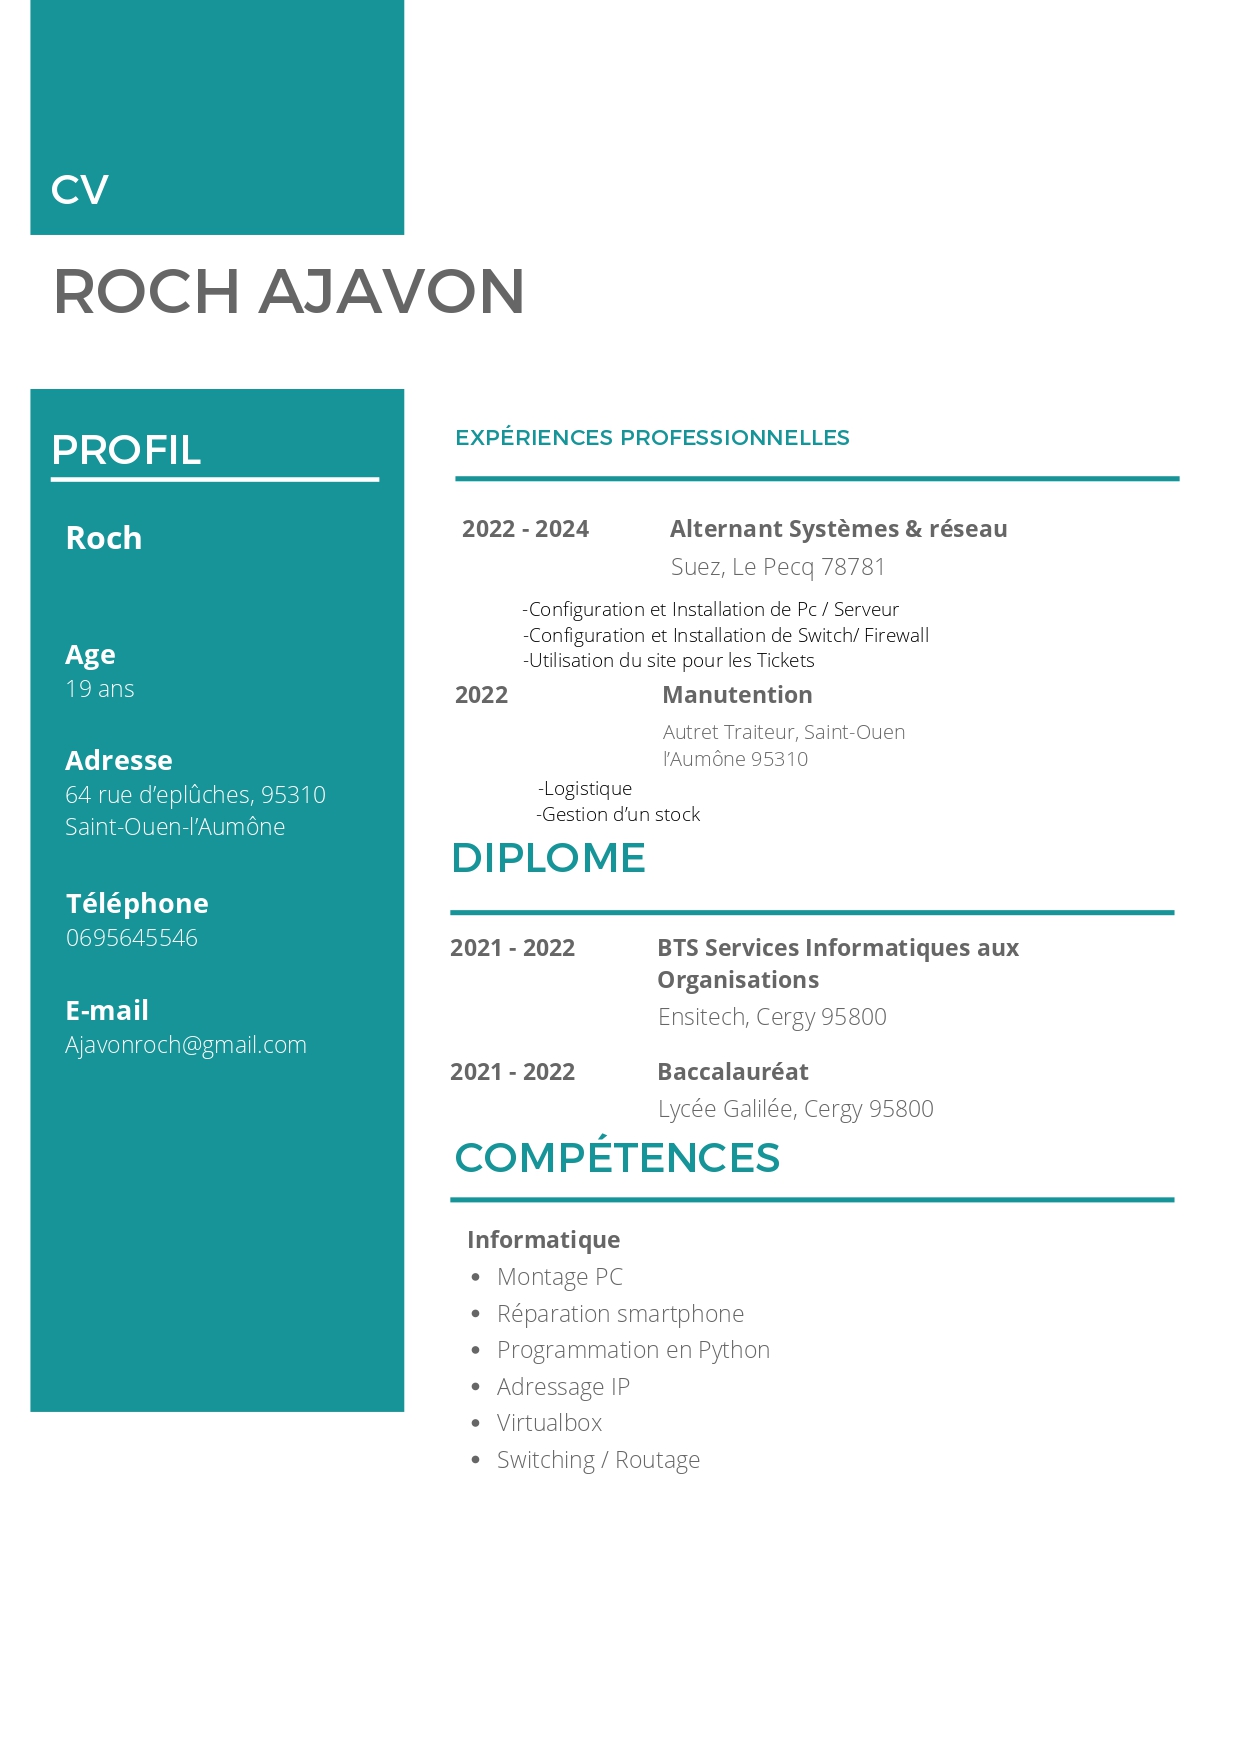 CV
ROCH AJAVON
PROFIL
Roch
Age
19 ans
Adresse
64 rue d’eplûches, 95310
Saint-Ouen-l’Aumône
Téléphone
0695645546
E-mail
Ajavonroch@gmail.com
EXPÉRIENCES PROFESSIONNELLES
2022 - 2024 Alternant Systèmes & réseau
Suez, Le Pecq 78781
-Configuration et Installation de Pc / Serveur
-Configuration et Installation de Switch/ Firewall
-Utilisation du site pour les Tickets
2022 Manutention
Autret Traiteur, Saint-Ouen
l’Aumône 95310
-Logistique
-Gestion d’un stock
DIPLOME
2021 - 2022 BTS Services Informatiques aux
Organisations
Ensitech, Cergy 95800
2021 - 2022 Baccalauréat
Lycée Galilée, Cergy 95800
COMPÉTENCES
Informatique
• Montage PC
• Réparation smartphone
• Programmation en Python
• Adressage IP
• Virtualbox
• Switching / Routage